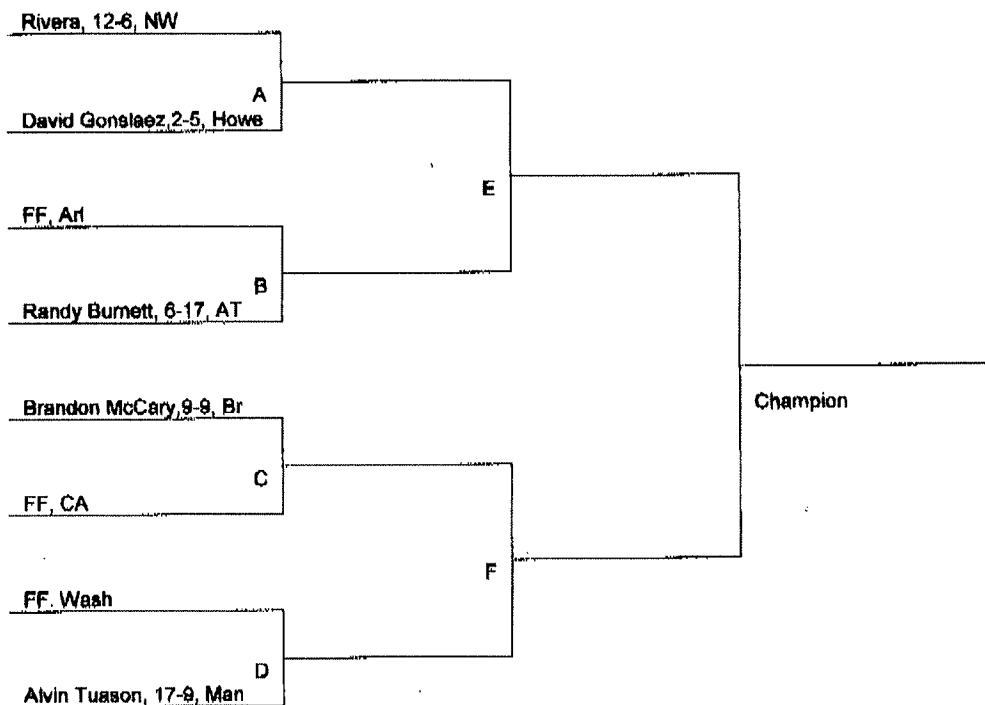 Rivera, 12-6, NW
A
David Gonslaez,2-5, Howe
E
FF, Arl
B
Randy Burnett, 6-17, AT
Brandon McCary,9-9, Br
Champion
C
FF, CA
F
FF, Wash
D
Alvin Tuason, 17-9, Man